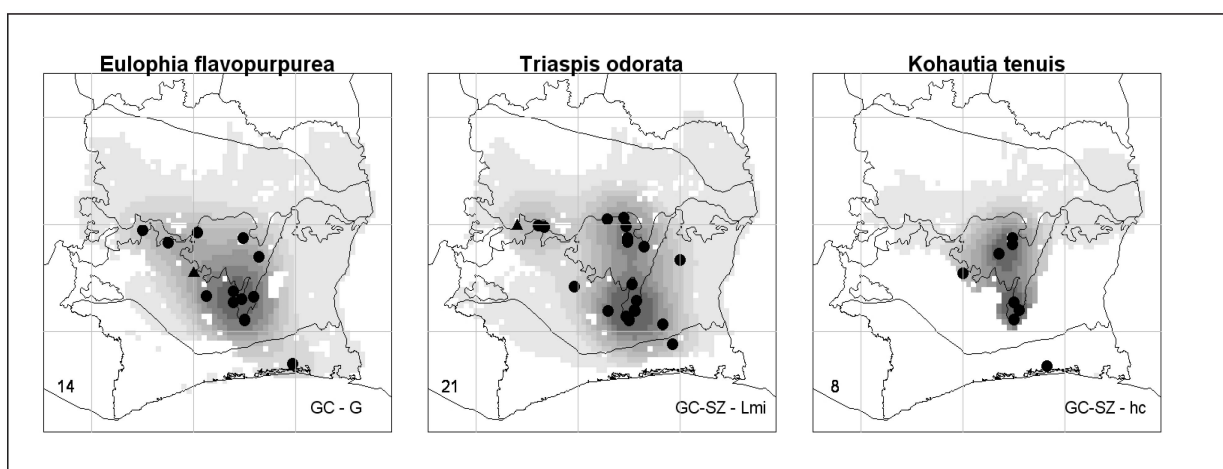 Eulophia flavopurpurea
14
GC - G
Triaspis odorata
21
GC-SZ - Lmi
Kohautia tenuis
8
GC-SZ - hc